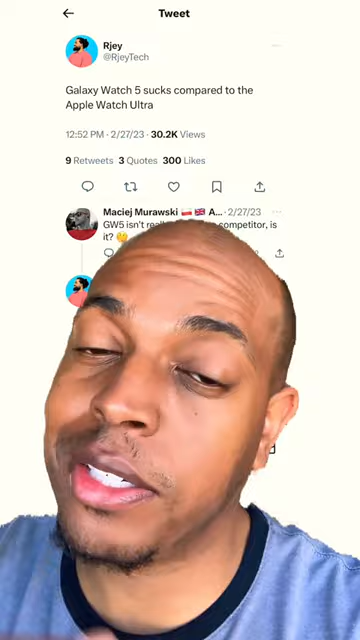 Tweet
Rjey
@RjeyTech
Galaxy Watch 5 sucks compared to the
Apple Watch Ultra
12:52 PM · 2/27/23 · 30.2K Views
9 Retweets 3 Quotes 300 Likes
Maciej Murawski 🇵🇱 🇬🇧 A... · 2/27/23
GW5 isn't competitor, is
it? 🤔